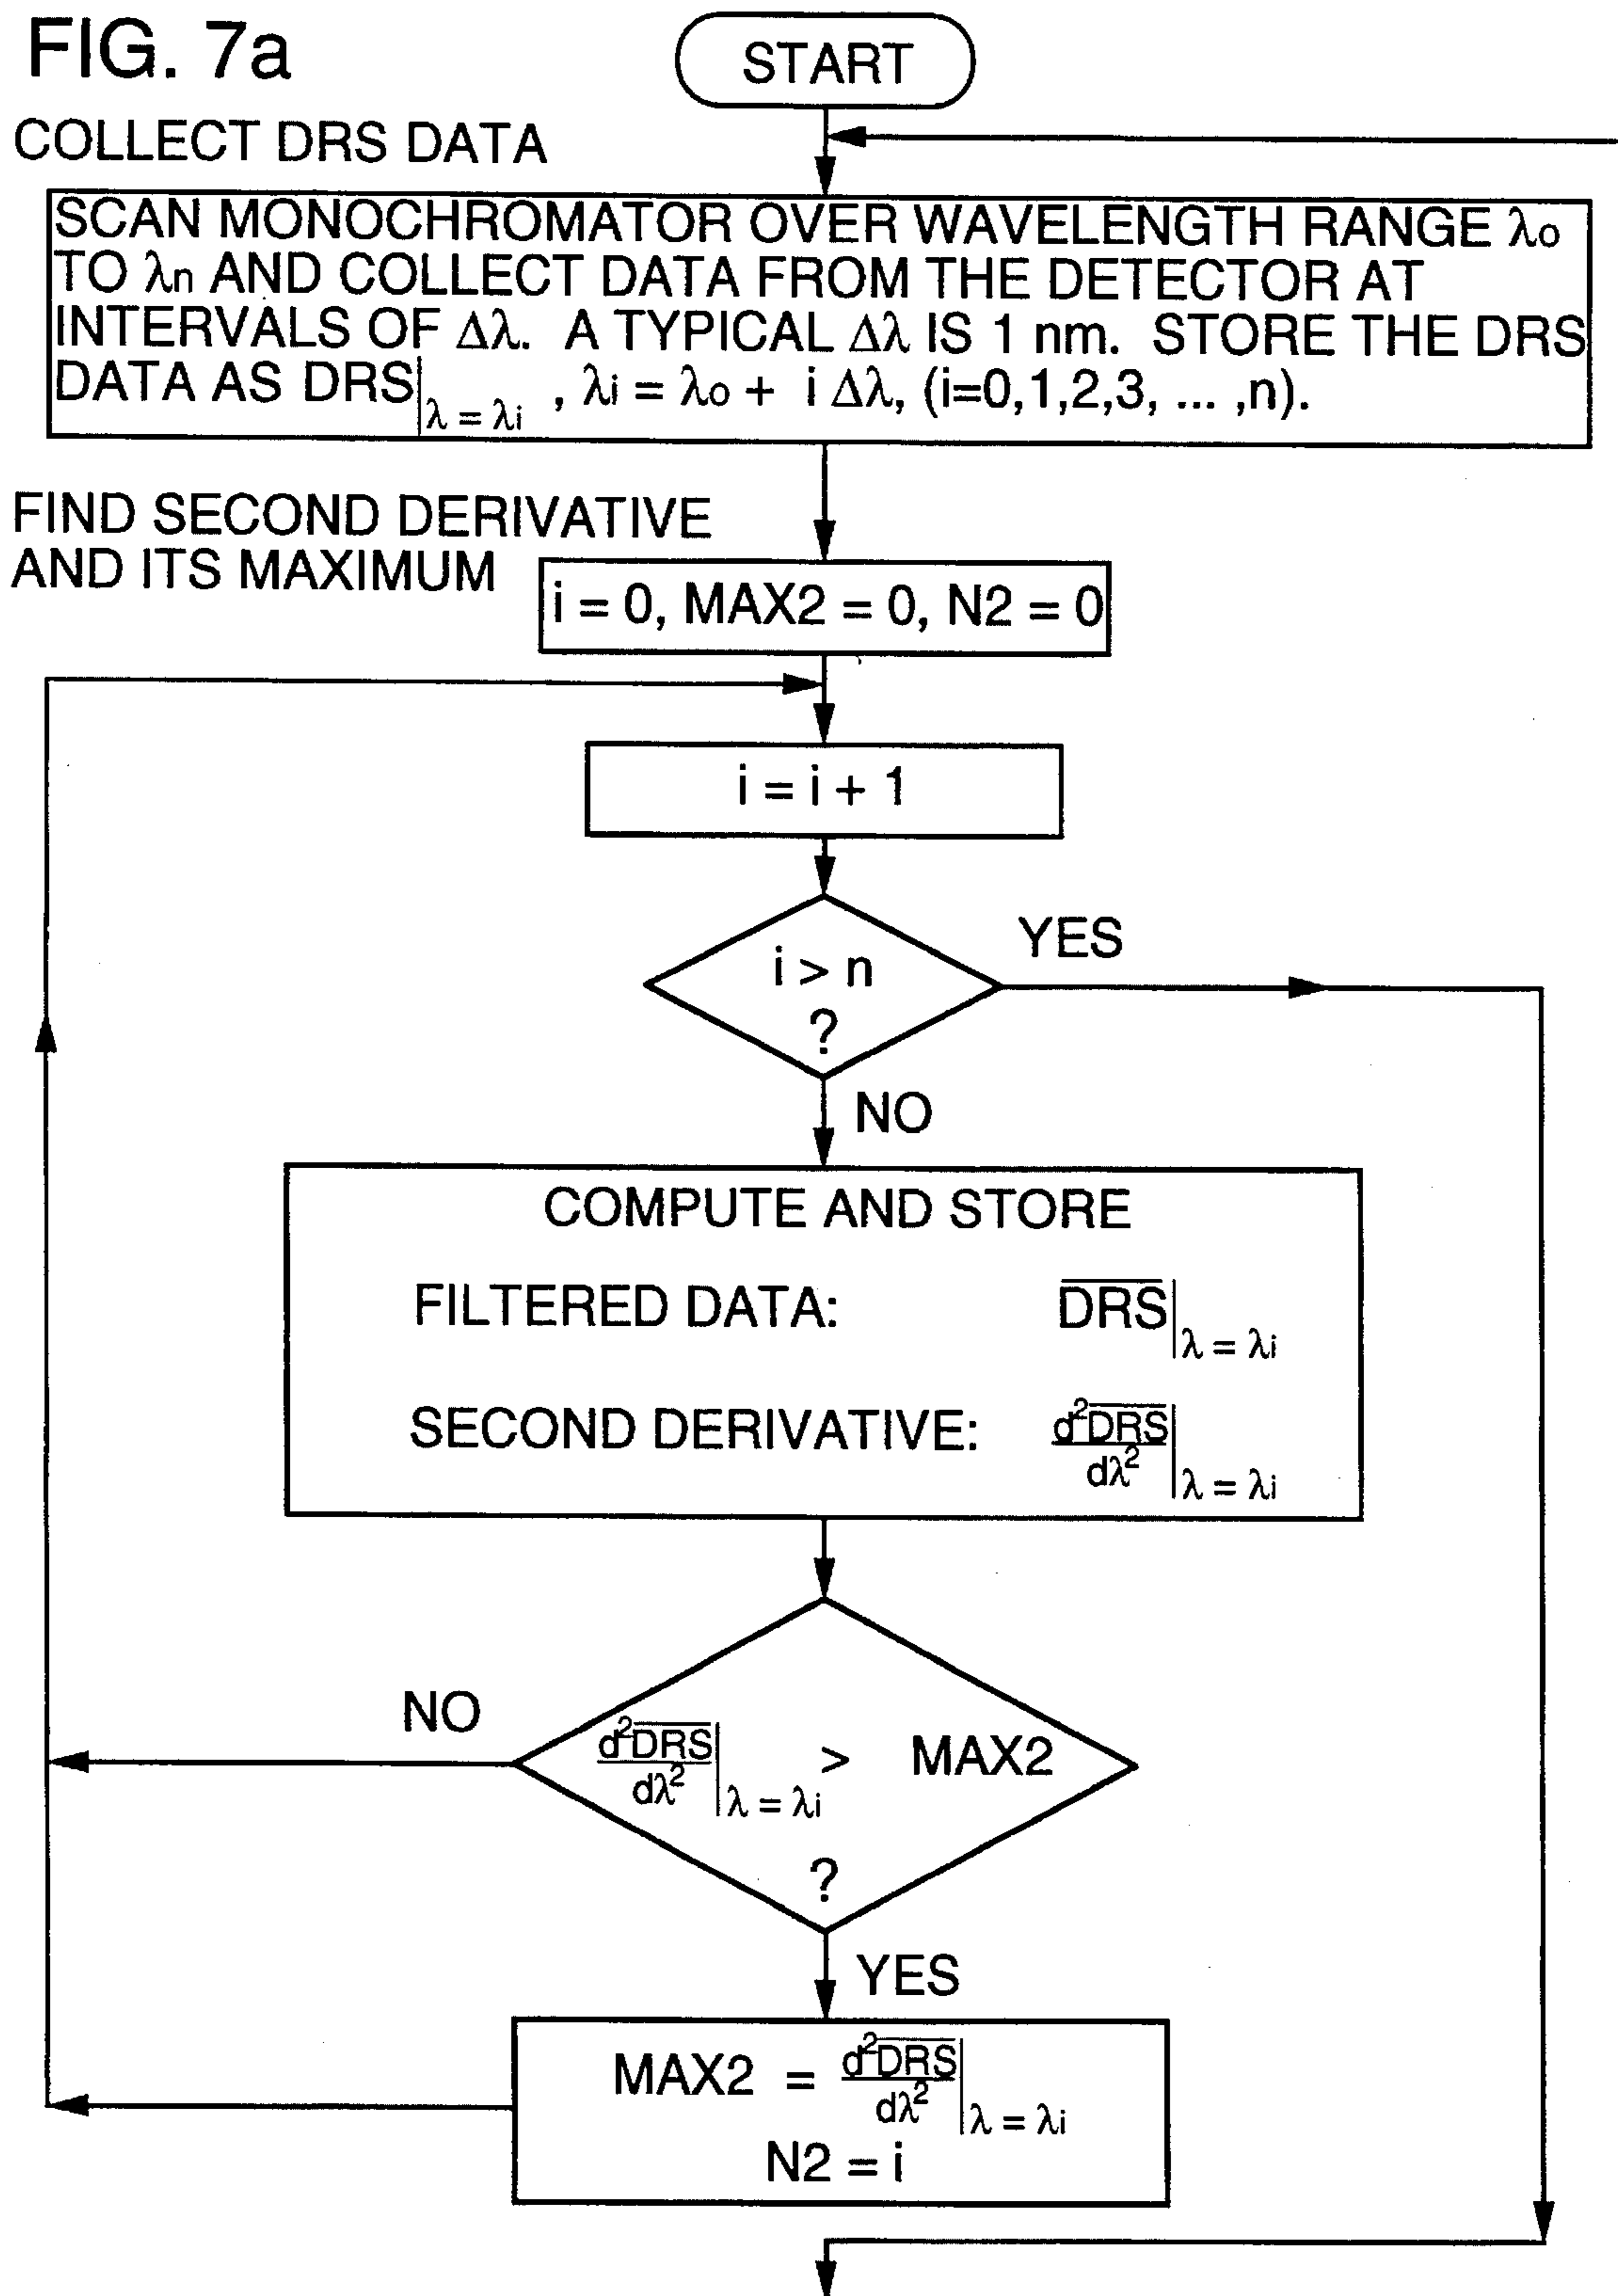 FIG. 7a
START
COLLECT DRS DATA
SCAN MONOCHROMATOR OVER WAVELENGTH RANGE λo
TO λn AND COLLECT DATA FROM THE DETECTOR AT
INTERVALS OF Δλ. A TYPICAL Δλ IS 1 nm. STORE THE DRS
DATA AS DRS|λ = λi , λi = λo + i Δλ, (i=0,1,2,3, ... ,n).
FIND SECOND DERIVATIVE
AND ITS MAXIMUM
i = 0, MAX2 = 0, N2 = 0
i = i + 1
i > n
?
YES
NO
COMPUTE AND STORE
FILTERED DATA: D̅R̅S̅|λ = λi
SECOND DERIVATIVE: d²D̅R̅S̅/dλ²|λ = λi
NO
d²D̅R̅S̅/dλ²|λ = λi > MAX2
?
YES
MAX2 = d²D̅R̅S̅/dλ²|λ = λi
N2 = i